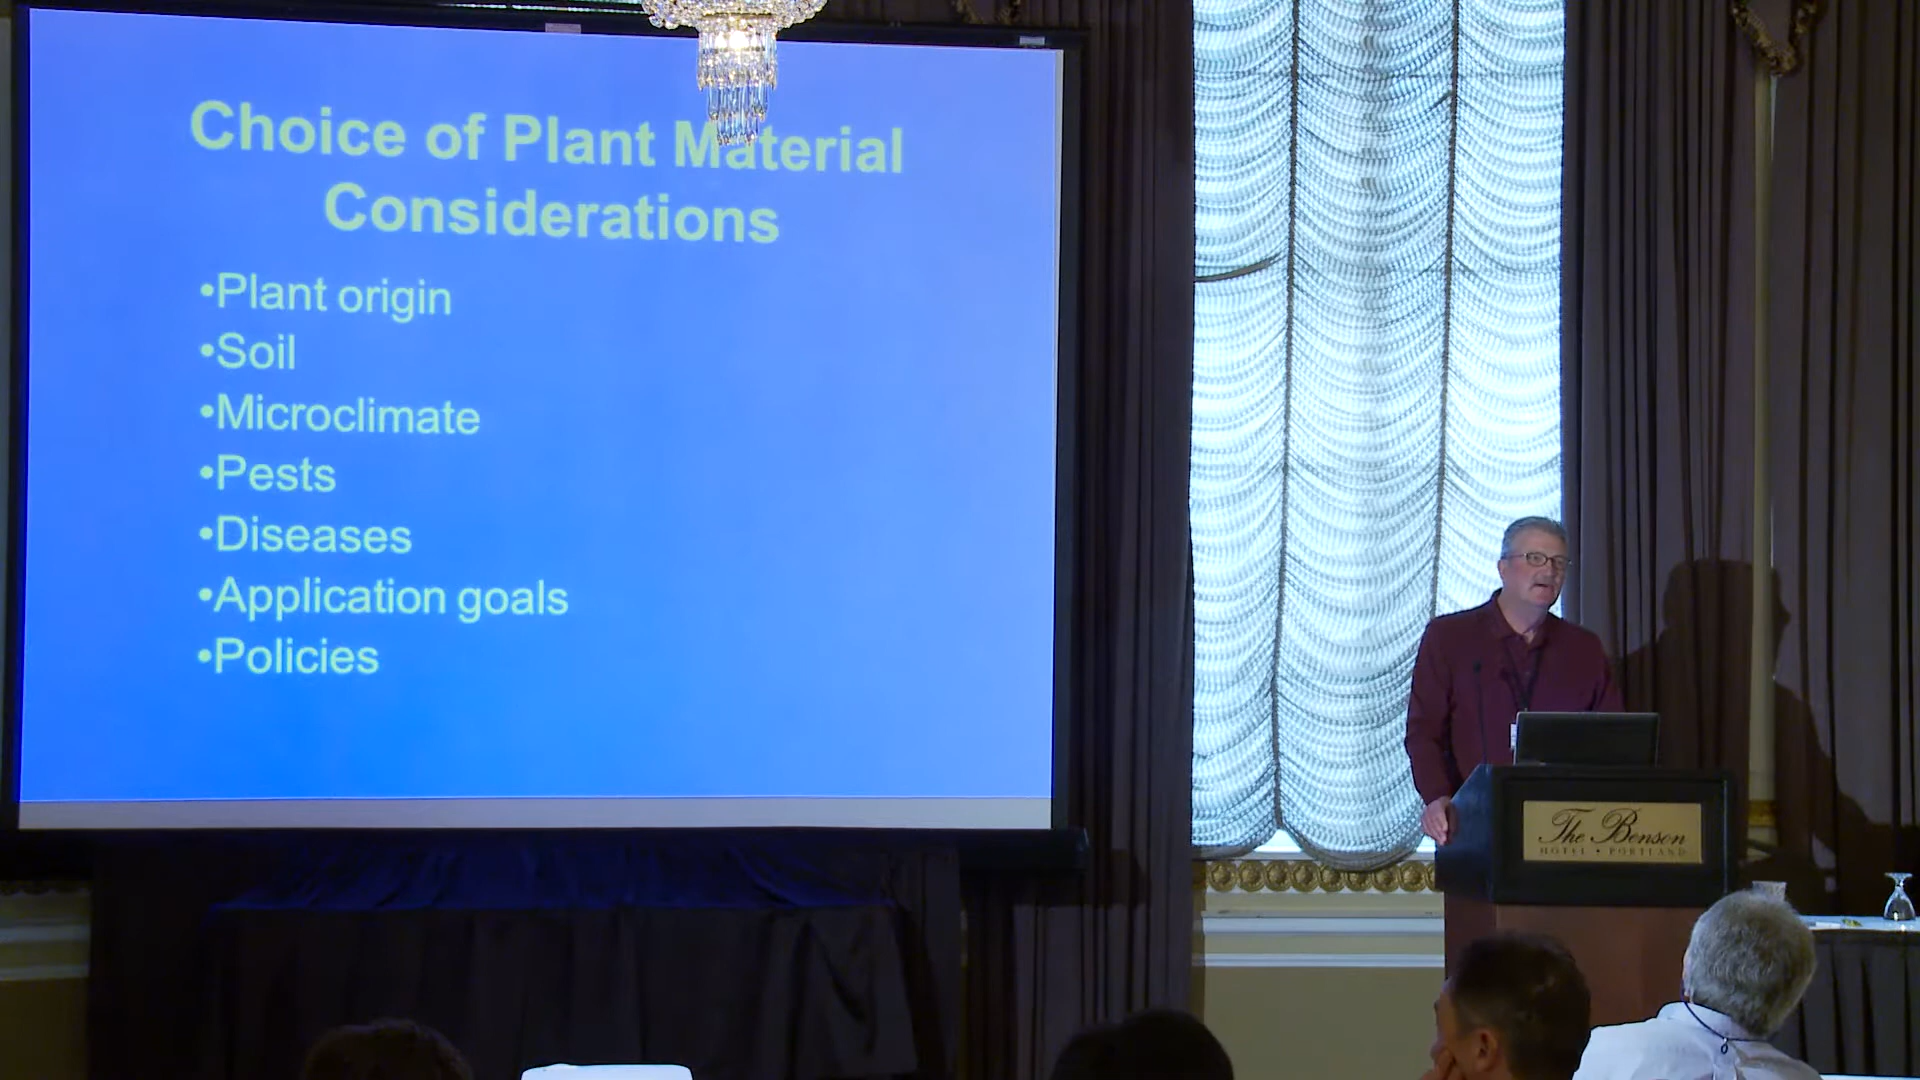 Choice of Plant Material
Considerations
•Plant origin
•Soil
•Microclimate
•Pests
•Diseases
•Application goals
•Policies
The Benson
HOTEL • PORTLAND